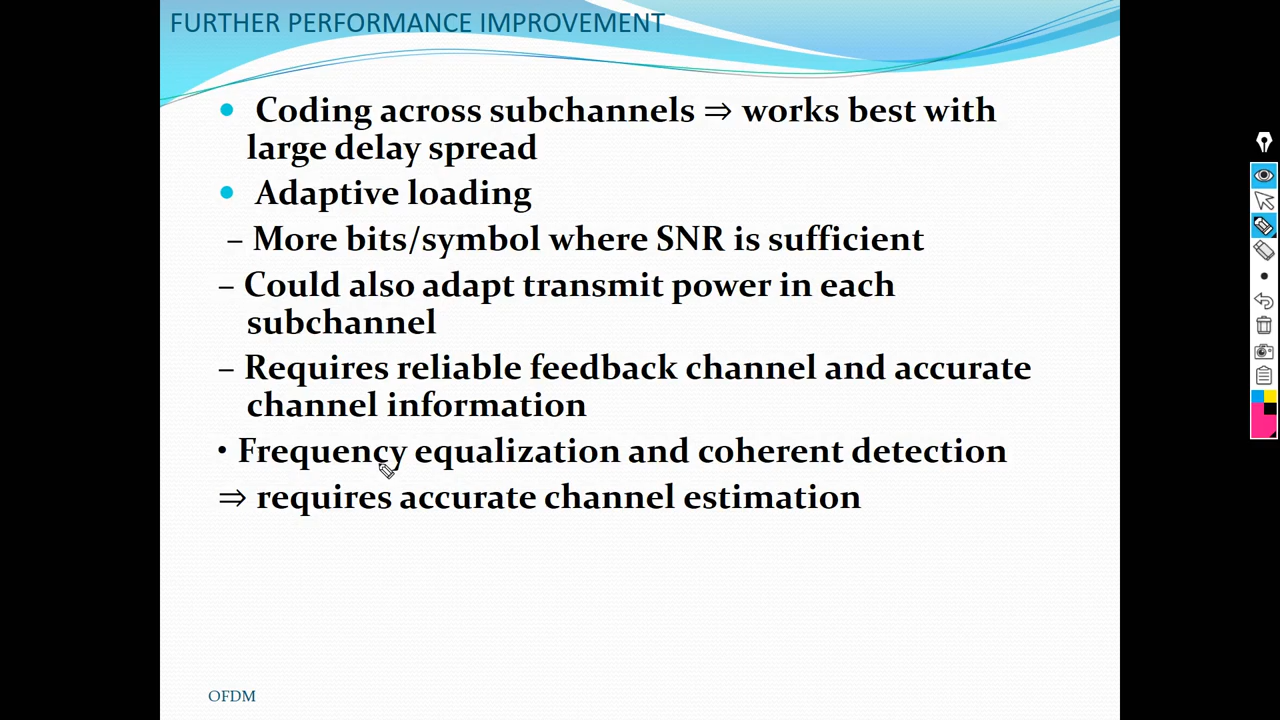 FURTHER PERFORMANCE IMPROVEMENT
• Coding across subchannels ⇒ works best with
large delay spread
• Adaptive loading
– More bits/symbol where SNR is sufficient
– Could also adapt transmit power in each
subchannel
– Requires reliable feedback channel and accurate
channel information
• Frequency equalization and coherent detection
⇒ requires accurate channel estimation
OFDM